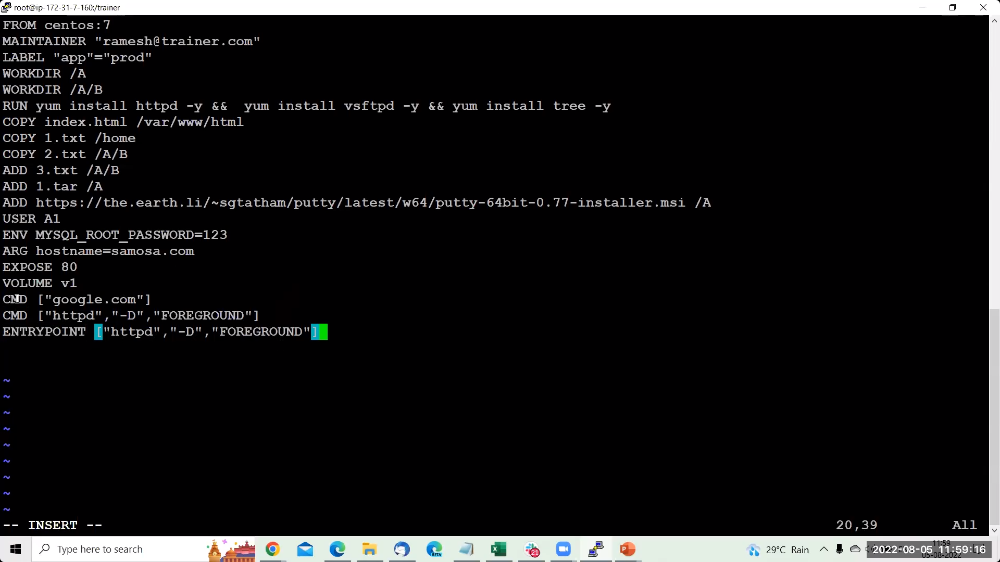 root@ip-172-31-7-160:/trainer
FROM centos:7
MAINTAINER "ramesh@trainer.com"
LABEL "app"="prod"
WORKDIR /A
WORKDIR /A/B
RUN yum install httpd -y &&  yum install vsftpd -y && yum install tree -y
COPY index.html /var/www/html
COPY 1.txt /home
COPY 2.txt /A/B
ADD 3.txt /A/B
ADD 1.tar /A
ADD https://the.earth.li/~sgtatham/putty/latest/w64/putty-64bit-0.77-installer.msi /A
USER A1
ENV MYSQL_ROOT_PASSWORD=123
ARG hostname=samosa.com
EXPOSE 80
VOLUME v1
CMD ["google.com"]
CMD ["httpd","-D","FOREGROUND"]
ENTRYPOINT ["httpd","-D","FOREGROUND"]
~
~
~
~
~
~
~
~
~
-- INSERT -- 20,39 All
Type here to search
BETA
21
29°C Rain
11:59
2022-08-05 11:59:16
05-08-2022